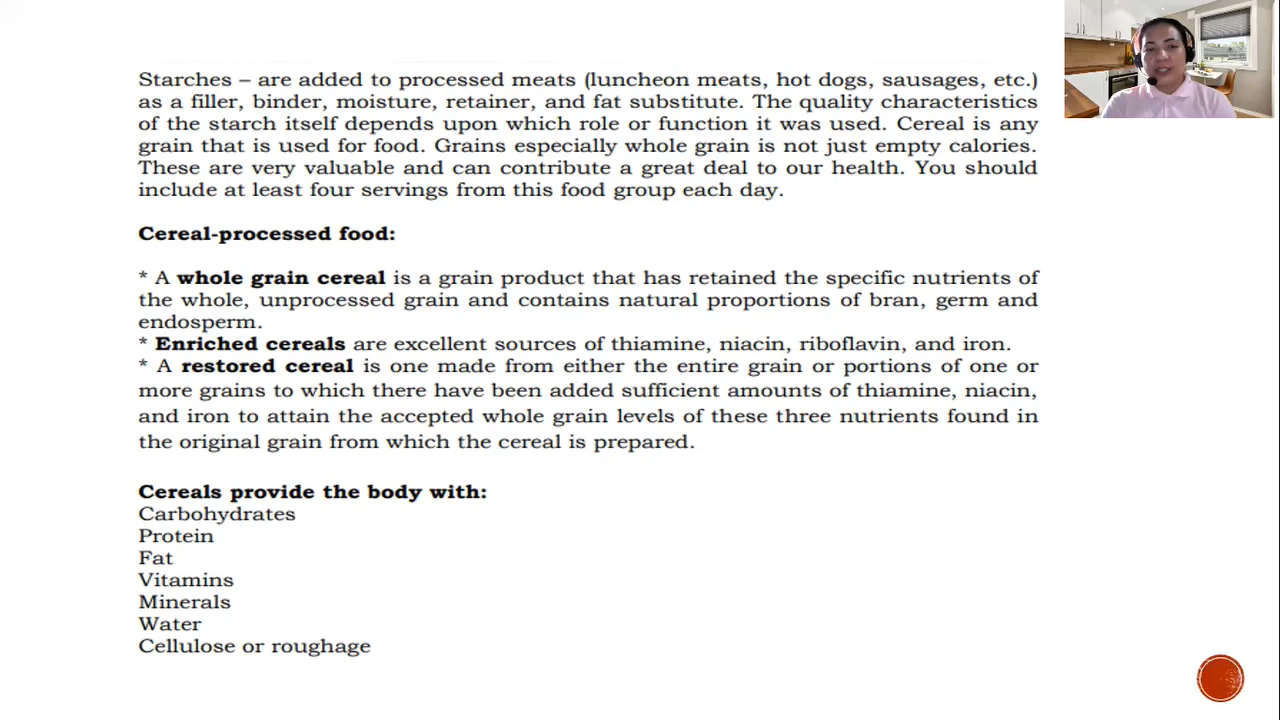 Starches – are added to processed meats (luncheon meats, hot dogs, sausages, etc.)
as a filler, binder, moisture, retainer, and fat substitute. The quality characteristics
of the starch itself depends upon which role or function it was used. Cereal is any
grain that is used for food. Grains especially whole grain is not just empty calories.
These are very valuable and can contribute a great deal to our health. You should
include at least four servings from this food group each day.
Cereal-processed food:
* A whole grain cereal is a grain product that has retained the specific nutrients of
the whole, unprocessed grain and contains natural proportions of bran, germ and
endosperm.
* Enriched cereals are excellent sources of thiamine, niacin, riboflavin, and iron.
* A restored cereal is one made from either the entire grain or portions of one or
more grains to which there have been added sufficient amounts of thiamine, niacin,
and iron to attain the accepted whole grain levels of these three nutrients found in
the original grain from which the cereal is prepared.
Cereals provide the body with:
Carbohydrates
Protein
Fat
Vitamins
Minerals
Water
Cellulose or roughage